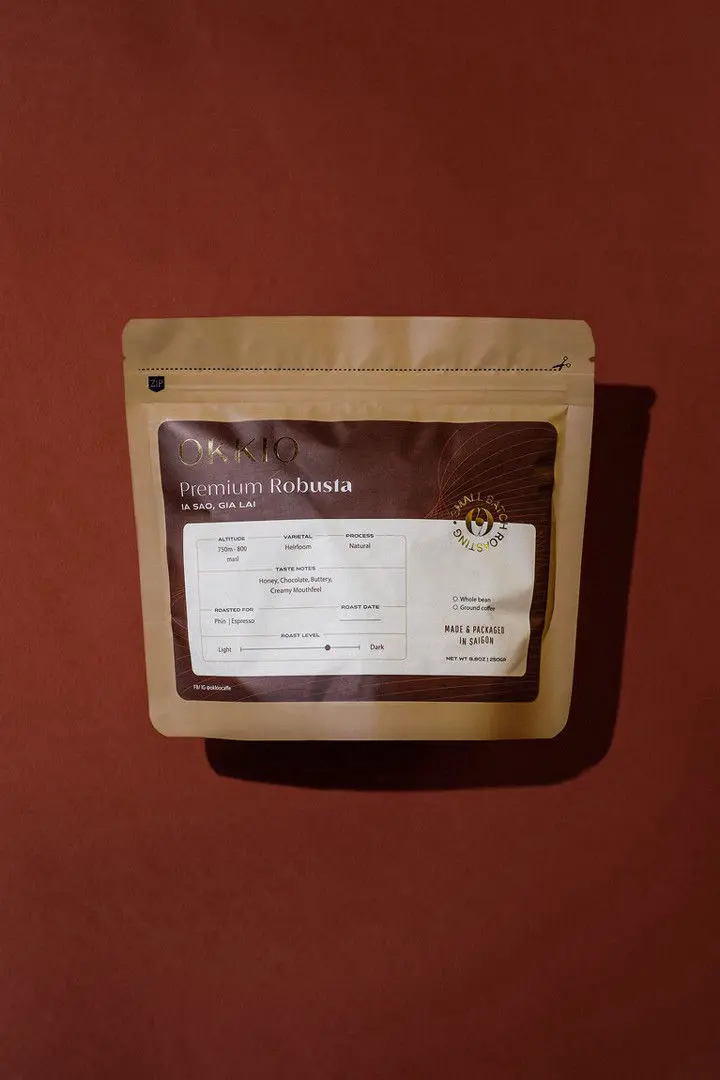 ZIP
OKKIO
Premium Robusta
IA SAO, GIA LAI
SMALL-BATCH ROASTING
ALTITUDE
750m - 800
masl
VARIETAL
Heirloom
PROCESS
Natural
TASTE NOTES
Honey, Chocolate, Buttery,
Creamy Mouthfeel
ROASTED FOR
Phin | Espresso
ROAST DATE
ROAST LEVEL
Light
Dark
Whole bean
Ground coffee
MADE & PACKAGED
IN SAIGON
NET WT 8.8OZ | 250GR
FB/ IG @okkiocaffe